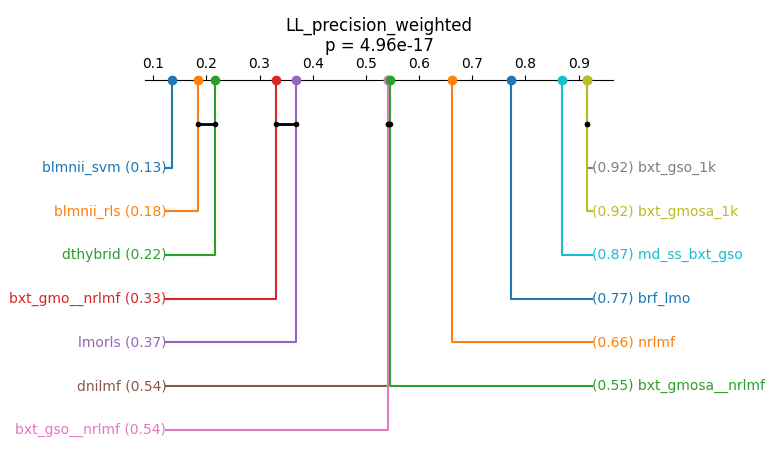 LL_precision_weighted
p = 4.96e-17
0.1 0.2 0.3 0.4 0.5 0.6 0.7 0.8 0.9
blmnii_svm (0.13) (0.92) bxt_gso_1k
blmnii_rls (0.18) (0.92) bxt_gmosa_1k
dthybrid (0.22) (0.87) md_ss_bxt_gso
bxt_gmo__nrlmf (0.33) (0.77) brf_lmo
lmorls (0.37) (0.66) nrlmf
dnilmf (0.54) (0.55) bxt_gmosa__nrlmf
bxt_gso__nrlmf (0.54)